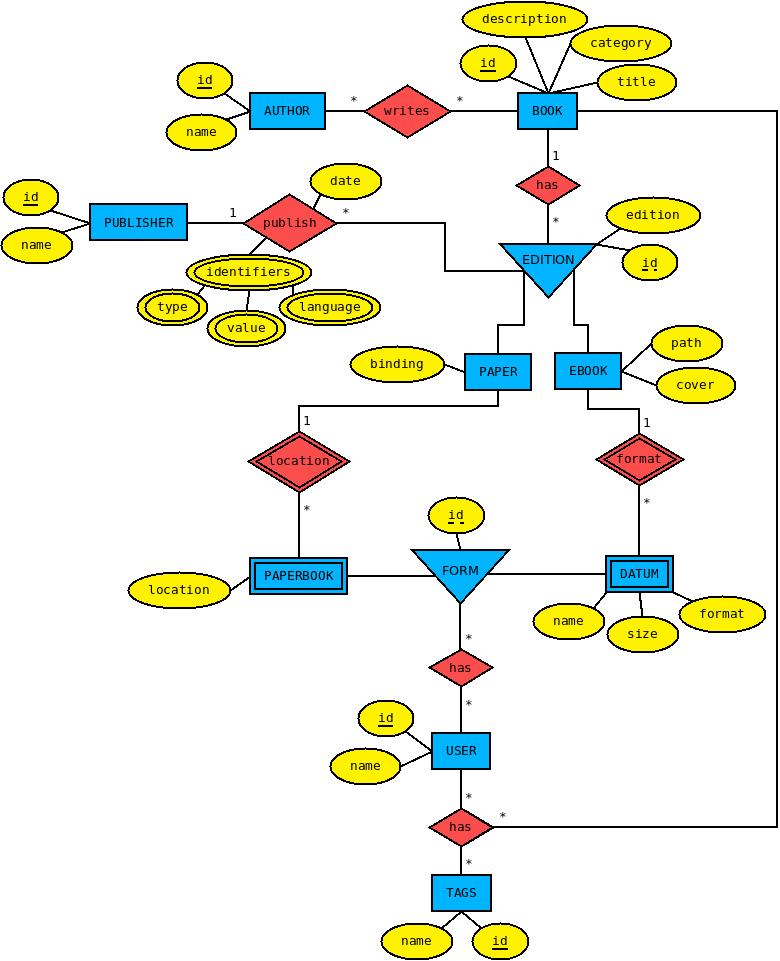 description
category
id
title
id
AUTHOR
*
writes
*
BOOK
name
1
has
date
id
PUBLISHER
1
publish
*
*
edition
name
EDITION
id
identifiers
type
value
language
path
binding
PAPER
EBOOK
cover
1
1
location
format
*
*
id
PAPERBOOK
FORM
DATUM
location
name
size
format
*
has
*
id
USER
name
*
*
has
*
TAGS
name
id